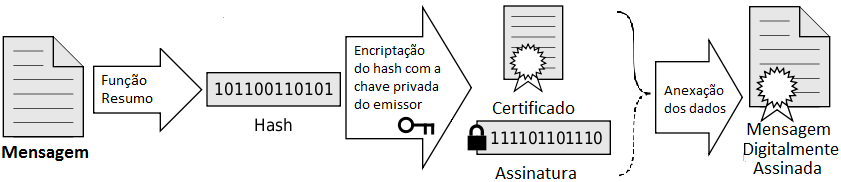 Mensagem
Função
Resumo
101100110101
Hash
Encriptação
do hash com a
chave privada
do emissor
Certificado
111101101110
Assinatura
Anexação
dos dados
Mensagem
Digitalmente
Assinada